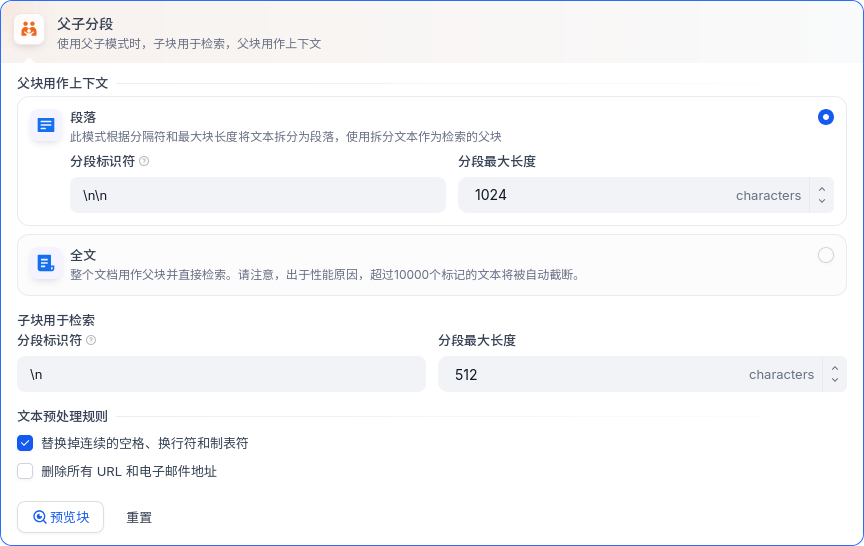 父子分段
使用父子模式时，子块用于检索，父块用作上下文
父块用作上下文
段落
此模式根据分隔符和最大块长度将文本拆分为段落，使用拆分文本作为检索的父块
分段标识符 分段最大长度
\n\n 1024 characters
全文
整个文档用作父块并直接检索。请注意，出于性能原因，超过10000个标记的文本将被自动截断。
子块用于检索
分段标识符 分段最大长度
\n 512 characters
文本预处理规则
替换掉连续的空格、换行符和制表符
删除所有 URL 和电子邮件地址
预览块 重置